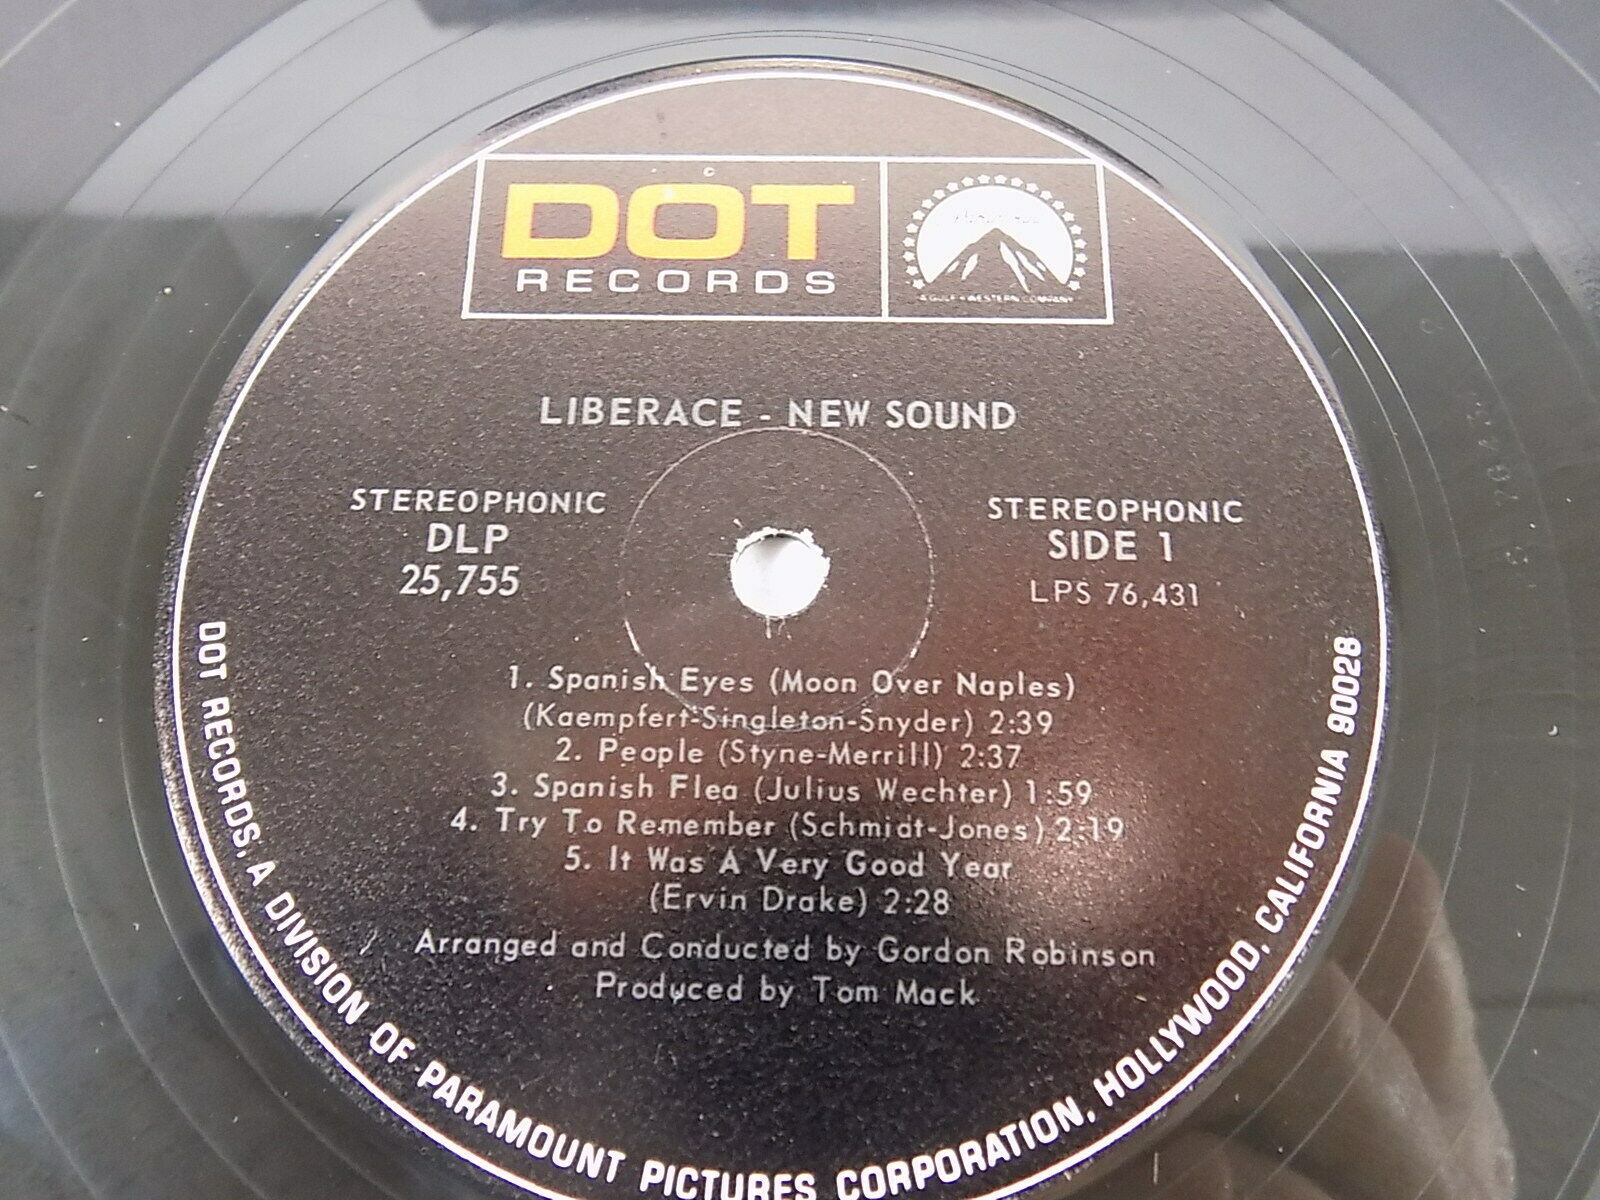 DOT
RECORDS
Paramount
A GULF + WESTERN COMPANY
LIBERACE - NEW SOUND
STEREOPHONIC
DLP
25,755
STEREOPHONIC
SIDE 1
LPS 76,431
1. Spanish Eyes (Moon Over Naples)
(Kaempfert-Singleton-Snyder) 2:39
2. People (Styne-Merrill) 2:37
3. Spanish Flea (Julius Wechter) 1:59
4. Try To Remember (Schmidt-Jones) 2:19
5. It Was A Very Good Year
(Ervin Drake) 2:28
Arranged and Conducted by Gordon Robinson
Produced by Tom Mack
DOT RECORDS, A DIVISION OF PARAMOUNT PICTURES CORPORATION, HOLLYWOOD, CALIFORNIA 90028